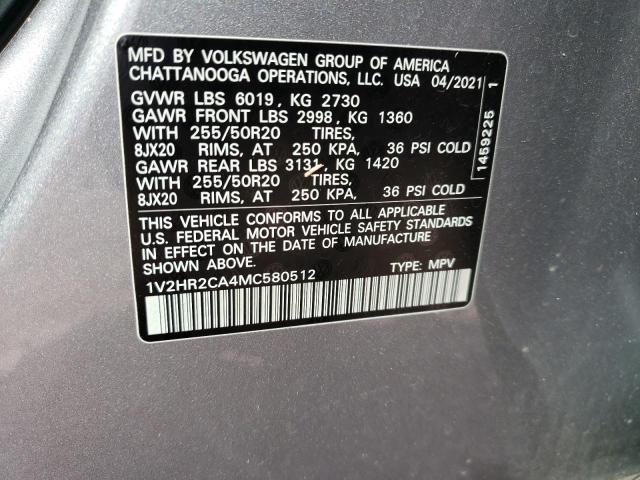 MFD BY VOLKSWAGEN GROUP OF AMERICA
CHATTANOOGA OPERATIONS, LLC. USA 04/2021
GVWR LBS 6019, KG 2730
GAWR FRONT LBS 2998, KG 1360
WITH 255/50R20 TIRES,
8JX20 RIMS, AT 250 KPA, 36 PSI COLD
GAWR REAR LBS 3131, KG 1420
WITH 255/50R20 TIRES,
8JX20 RIMS, AT 250 KPA, 36 PSI COLD
THIS VEHICLE CONFORMS TO ALL APPLICABLE
U.S. FEDERAL MOTOR VEHICLE SAFETY STANDARDS
IN EFFECT ON THE DATE OF MANUFACTURE
SHOWN ABOVE.
1V2HR2CA4MC580512 TYPE: MPV
1459225 1